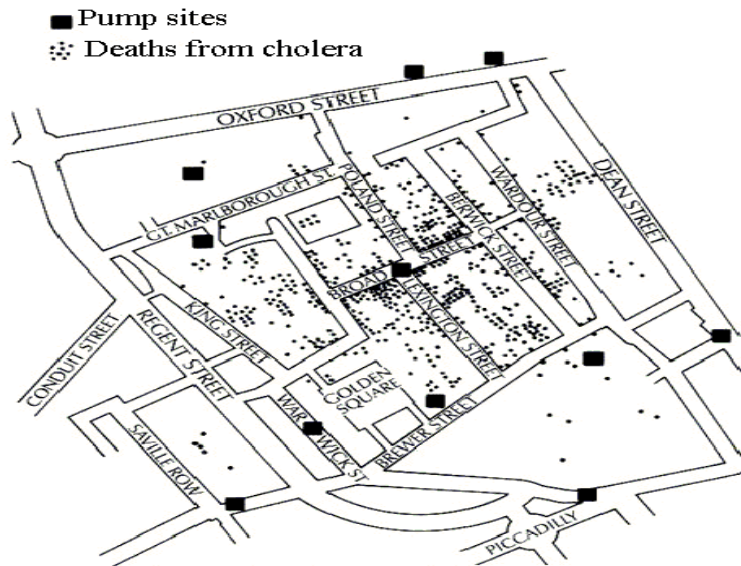 Pump sites
Deaths from cholera
OXFORD STREET
GT. MARLBOROUGH ST.
POLAND STREET
BERWICK STREET
WARDOUR STREET
DEAN STREET
BROAD STREET
LEXINGTON STREET
KING STREET
REGENT STREET
CONDUIT STREET
GOLDEN
SQUARE
WARWICK ST.
BREWER STREET
SAVILLE ROW
PICCADILLY